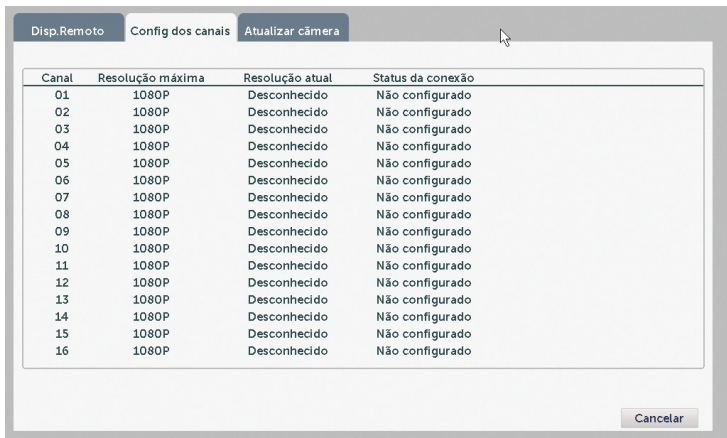 Disp.Remoto Config dos canais Atualizar cãmera
Canal Resolução máxima Resolução atual Status da conexão
01 1080P Desconhecido Não configurado
02 1080P Desconhecido Não configurado
03 1080P Desconhecido Não configurado
04 1080P Desconhecido Não configurado
05 1080P Desconhecido Não configurado
06 1080P Desconhecido Não configurado
07 1080P Desconhecido Não configurado
08 1080P Desconhecido Não configurado
09 1080P Desconhecido Não configurado
10 1080P Desconhecido Não configurado
11 1080P Desconhecido Não configurado
12 1080P Desconhecido Não configurado
13 1080P Desconhecido Não configurado
14 1080P Desconhecido Não configurado
15 1080P Desconhecido Não configurado
16 1080P Desconhecido Não configurado
Cancelar